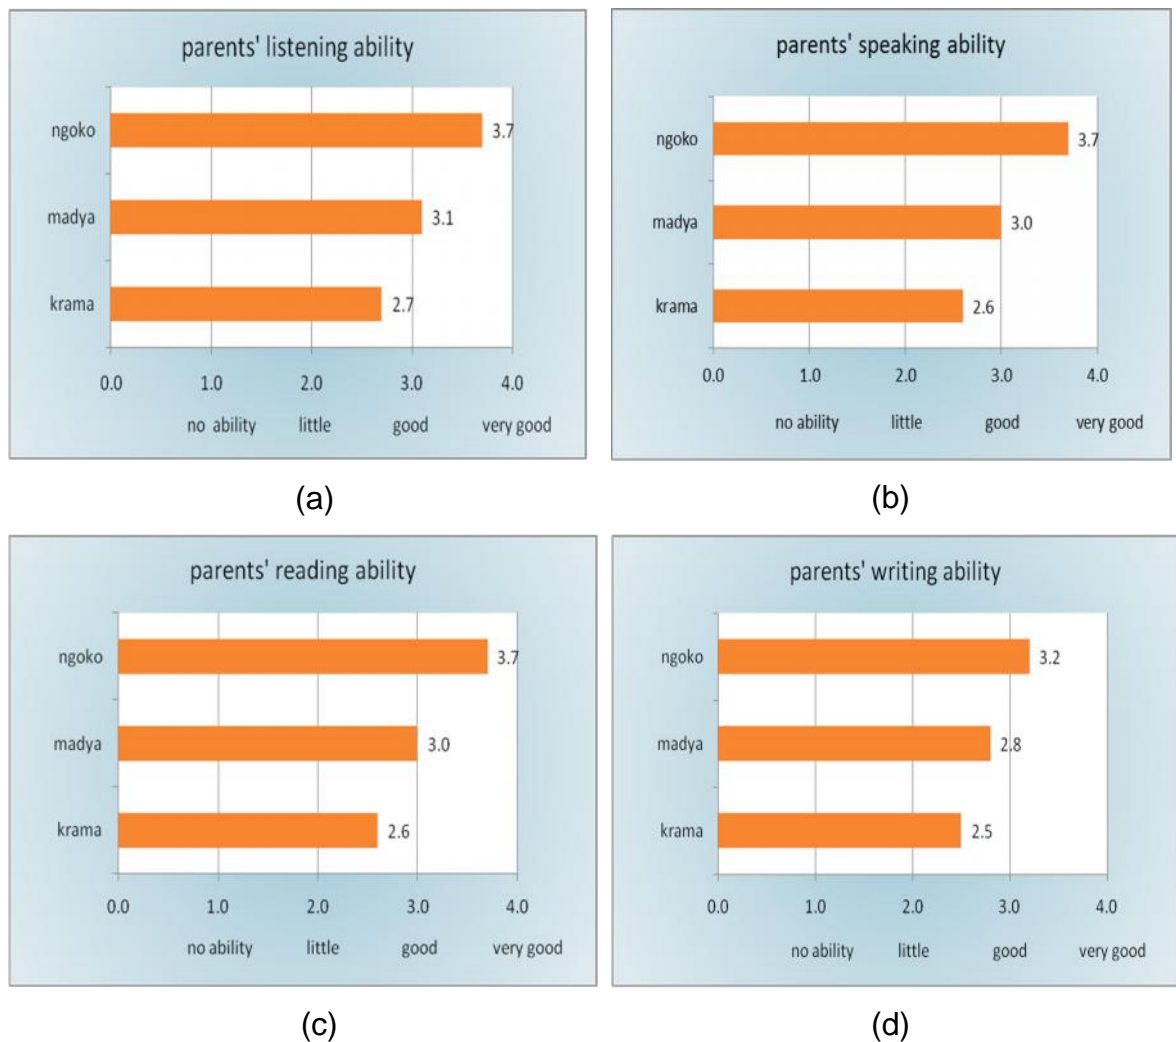 parents' listening ability
ngoko
3.7
madya
3.1
krama
2.7
0.0 1.0 2.0 3.0 4.0
no ability little good very good
(a)
parents' speaking ability
ngoko
3.7
madya
3.0
krama
2.6
0.0 1.0 2.0 3.0 4.0
no ability little good very good
(b)
parents' reading ability
ngoko
3.7
madya
3.0
krama
2.6
0.0 1.0 2.0 3.0 4.0
no ability little good very good
(c)
parents' writing ability
ngoko
3.2
madya
2.8
krama
2.5
0.0 1.0 2.0 3.0 4.0
no ability little good very good
(d)